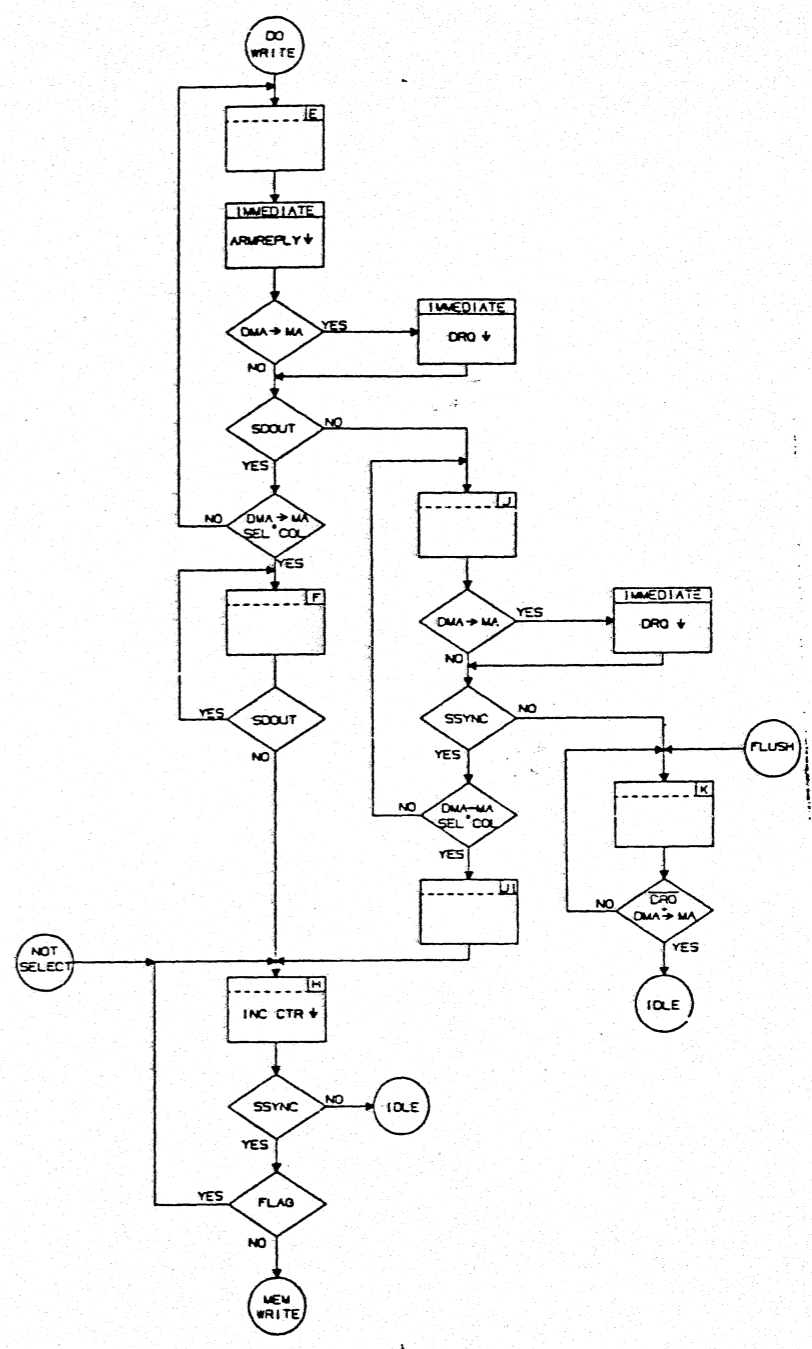 DO
WRITE
E
IMMEDIATE
ARMREPLY ↓
DMA → MA
YES
NO
IMMEDIATE
DRQ ↓
SDOUT
NO
YES
DMA → MA
SEL * COL
NO
YES
F
SDOUT
YES
NO
J
DMA → MA
YES
NO
IMMEDIATE
DRQ ↓
SSYNC
NO
YES
FLUSH
DMA → MA
SEL * COL
NO
YES
K
DRQ
DMA → MA
NO
YES
IDLE
J1
NOT
SELECT
H
INC CTR ↓
SSYNC
NO
IDLE
YES
FLAG
YES
NO
MEM
WRITE